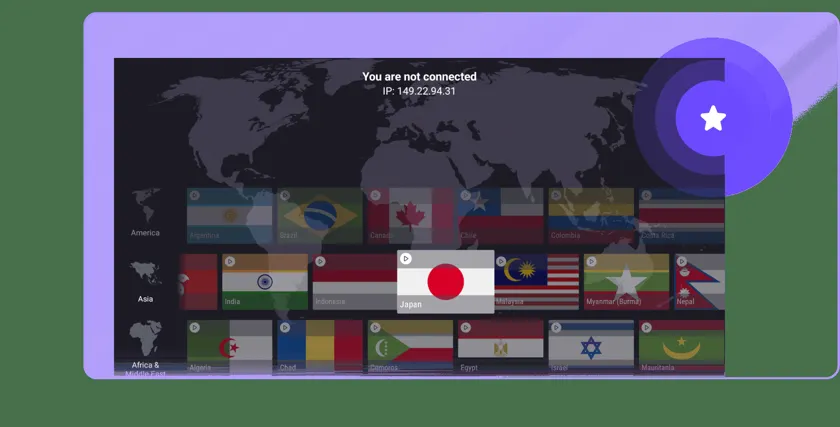 You are not connected
IP: 149.22.94.31
America
Argentina
Brazil
Canada
Chile
Colombia
Costa Rica
Asia
India
Indonesia
Japan
Malaysia
Myanmar (Burma)
Nepal
Africa &
Middle East
Algeria
Chad
Comoros
Egypt
Israel
Mauritania